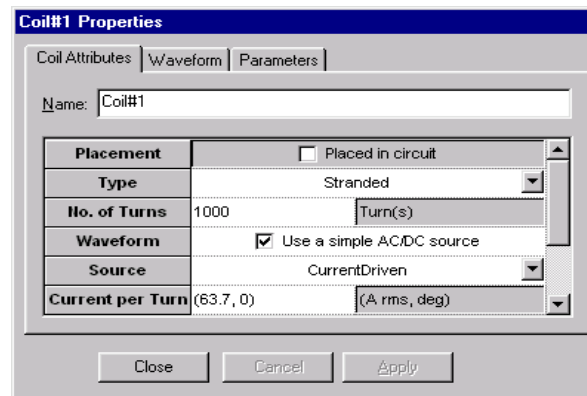 Coil#1 Properties
Coil Attributes Waveform Parameters
Name: Coil#1
Placement Placed in circuit
Type Stranded
No. of Turns 1000 Turn(s)
Waveform Use a simple AC/DC source
Source CurrentDriven
Current per Turn (63.7, 0) (A rms, deg)
Close Cancel Apply